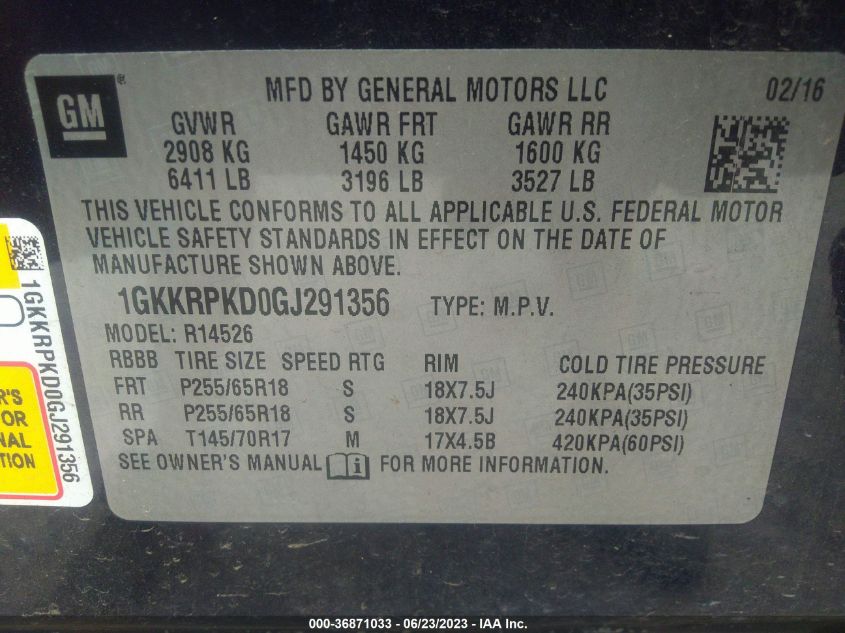 GM
MFD BY GENERAL MOTORS LLC 02/16
GVWR GAWR FRT GAWR RR
2908 KG 1450 KG 1600 KG
6411 LB 3196 LB 3527 LB
THIS VEHICLE CONFORMS TO ALL APPLICABLE U.S. FEDERAL MOTOR
VEHICLE SAFETY STANDARDS IN EFFECT ON THE DATE OF
MANUFACTURE SHOWN ABOVE.
1GKKRPKD0GJ291356 TYPE: M.P.V.
MODEL: R14526
RBBB TIRE SIZE SPEED RTG RIM COLD TIRE PRESSURE
FRT P255/65R18 S 18X7.5J 240KPA(35PSI)
RR P255/65R18 S 18X7.5J 240KPA(35PSI)
SPA T145/70R17 M 17X4.5B 420KPA(60PSI)
SEE OWNER'S MANUAL FOR MORE INFORMATION.
1GKKRPKD0GJ291356
R'S
OR
NAL
TION
000-36871033 - 06/23/2023 - IAA Inc.